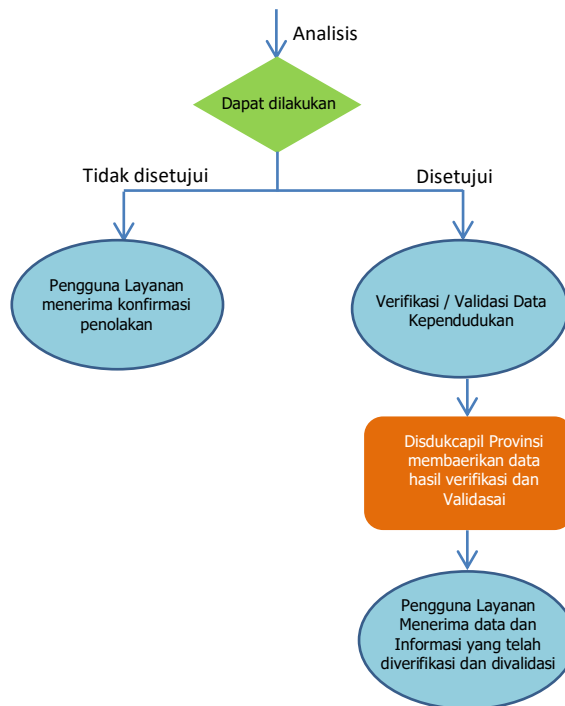 Analisis
Dapat dilakukan
Tidak disetujui
Disetujui
Pengguna Layanan
menerima konfirmasi
penolakan
Verifikasi / Validasi Data
Kependudukan
Disdukcapil Provinsi
membaerikan data
hasil verifikasi dan
Validasai
Pengguna Layanan
Menerima data dan
Informasi yang telah
diverifikasi dan divalidasi